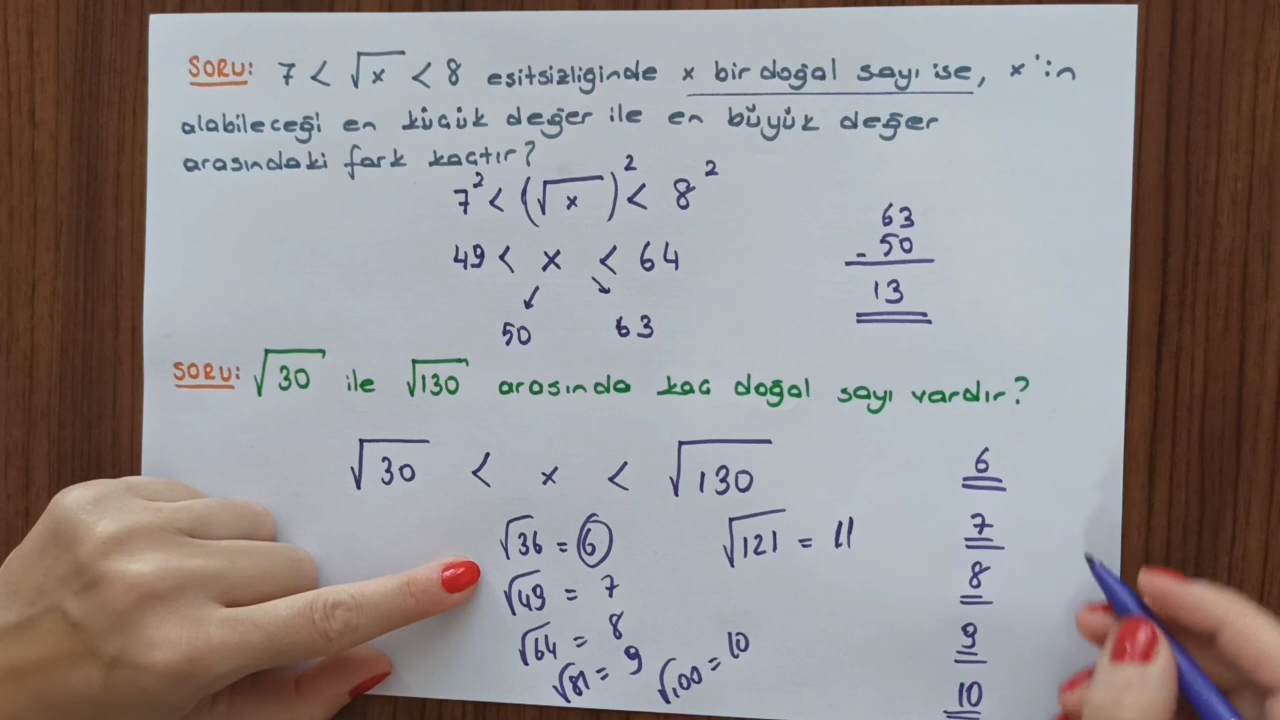 SORU: 7 < √x < 8 eşitsizliğinde x bir doğal sayı ise, x'in
alabileceği en küçük değer ile en büyük değer
arasındaki fark kaçtır?
7² < (√x)² < 8²
49 < x < 64
50 63
63
- 50
13
SORU: √30 ile √130 arasında kaç doğal sayı vardır?
√30 < x < √130
√36 = 6
√49 = 7
√64 = 8
√81 = 9
√100 = 10
√121 = 11
6
7
8
9
10